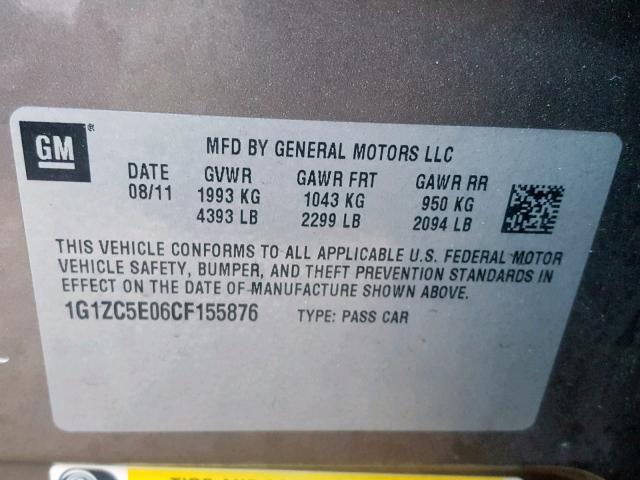 GM ®
MFD BY GENERAL MOTORS LLC
DATE GVWR GAWR FRT GAWR RR
08/11 1993 KG 1043 KG 950 KG
4393 LB 2299 LB 2094 LB
THIS VEHICLE CONFORMS TO ALL APPLICABLE U.S. FEDERAL MOTOR
VEHICLE SAFETY, BUMPER, AND THEFT PREVENTION STANDARDS IN
EFFECT ON THE DATE OF MANUFACTURE SHOWN ABOVE.
1G1ZC5E06CF155876 TYPE: PASS CAR
TIRE AND